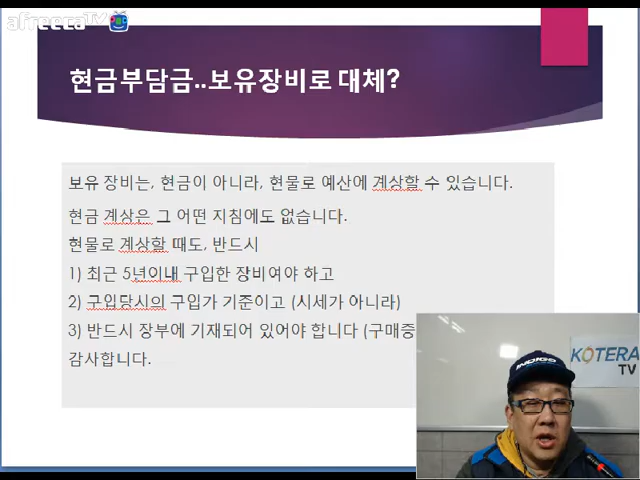 afreecaTV
현금부담금..보유장비로 대체?
보유 장비는, 현금이 아니라, 현물로 예산에 계상할 수 있습니다.
현금 계상은 그 어떤 지침에도 없습니다.
현물로 계상할 때도, 반드시
1) 최근 5년이내 구입한 장비여야 하고
2) 구입당시의 구입가 기준이고 (시세가 아니라)
3) 반드시 장부에 기재되어 있어야 합니다 (구매증
감사합니다.
KOTERA
TV
INDIGO